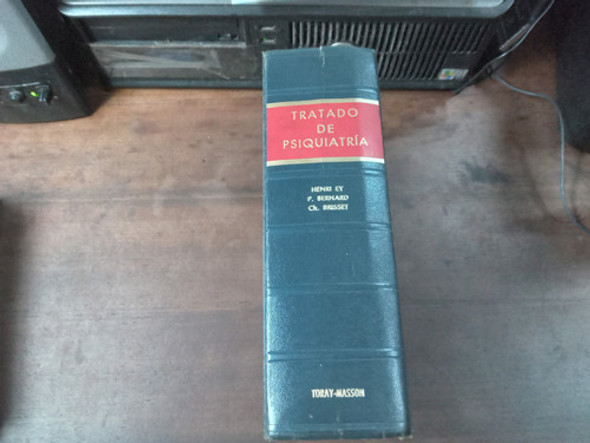 TRATADO
DE
PSIQUIATRÍA
HENRI EY
P. BERNARD
Ch. BRISSET
TORAY-MASSON